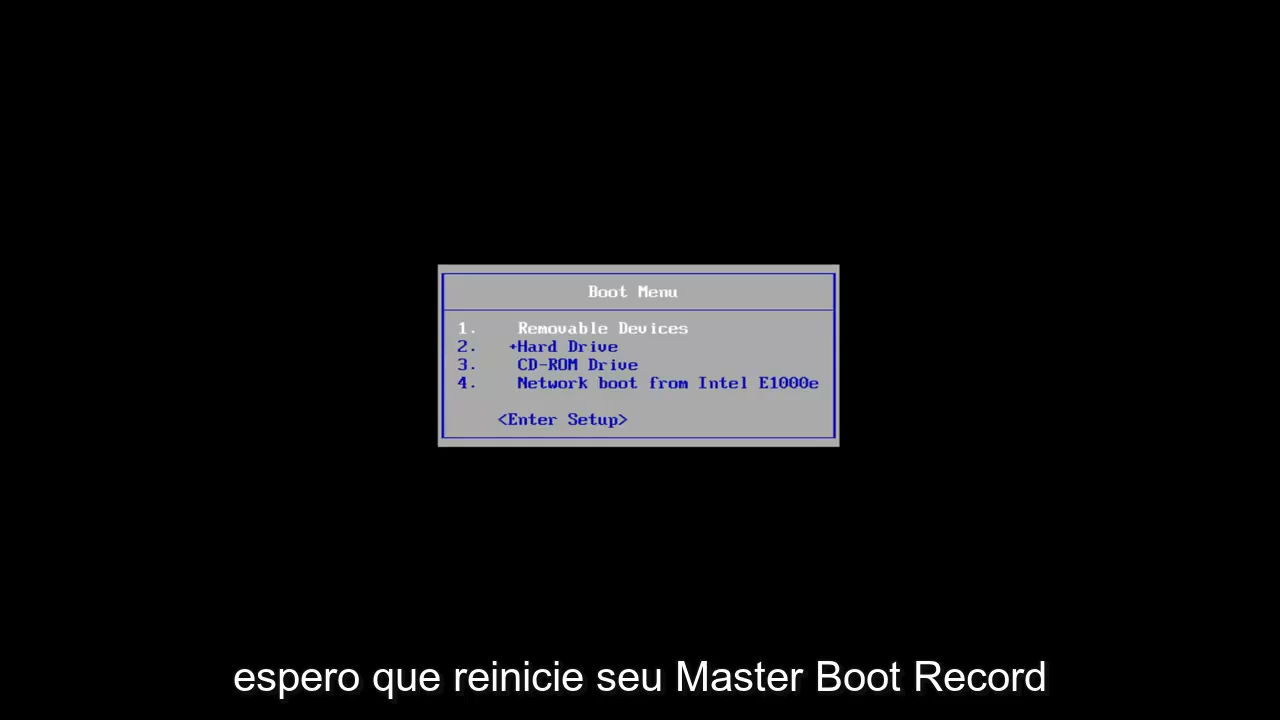 Boot Menu
1. Removable Devices
2. +Hard Drive
3. CD-ROM Drive
4. Network boot from Intel E1000e
<Enter Setup>
espero que reinicie seu Master Boot Record